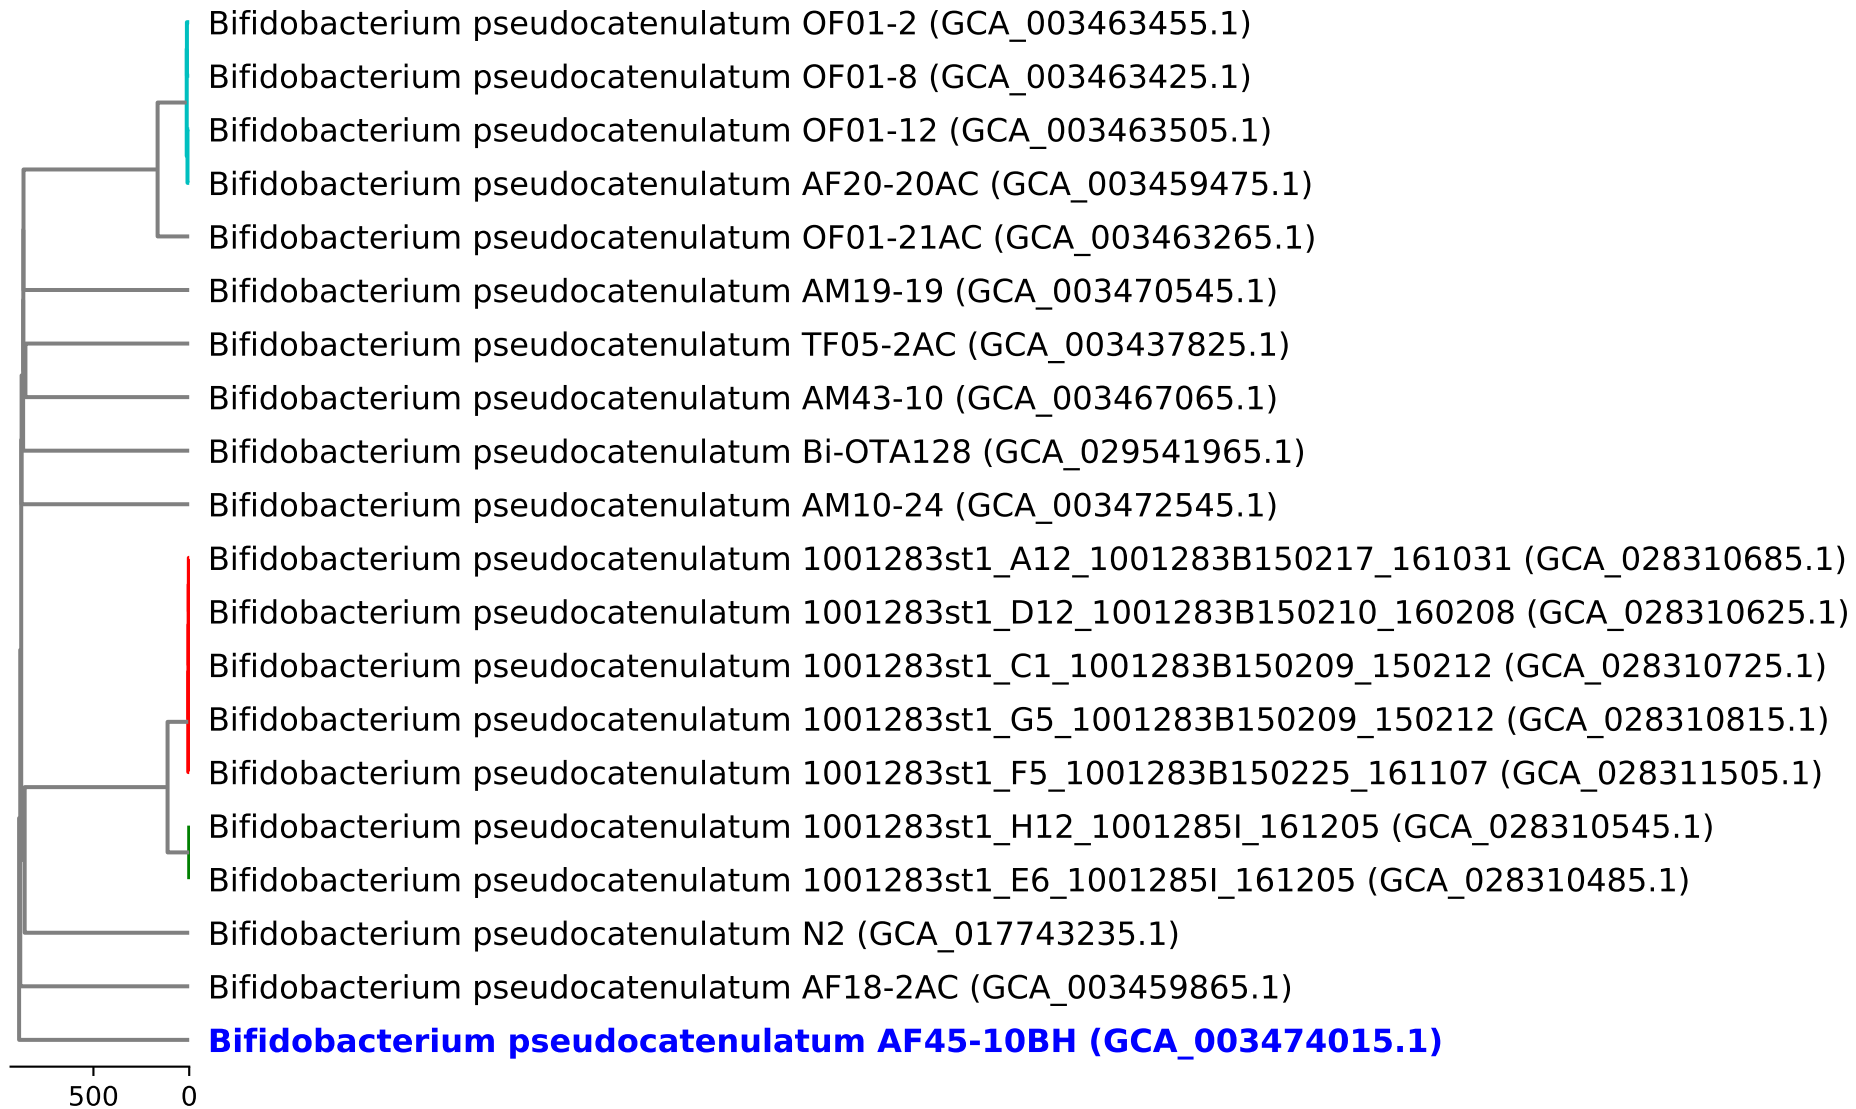 Bifidobacterium pseudocatenulatum OF01-2 (GCA_003463455.1)
Bifidobacterium pseudocatenulatum OF01-8 (GCA_003463425.1)
Bifidobacterium pseudocatenulatum OF01-12 (GCA_003463505.1)
Bifidobacterium pseudocatenulatum AF20-20AC (GCA_003459475.1)
Bifidobacterium pseudocatenulatum OF01-21AC (GCA_003463265.1)
Bifidobacterium pseudocatenulatum AM19-19 (GCA_003470545.1)
Bifidobacterium pseudocatenulatum TF05-2AC (GCA_003437825.1)
Bifidobacterium pseudocatenulatum AM43-10 (GCA_003467065.1)
Bifidobacterium pseudocatenulatum Bi-OTA128 (GCA_029541965.1)
Bifidobacterium pseudocatenulatum AM10-24 (GCA_003472545.1)
Bifidobacterium pseudocatenulatum 1001283st1_A12_1001283B150217_161031 (GCA_028310685.1)
Bifidobacterium pseudocatenulatum 1001283st1_D12_1001283B150210_160208 (GCA_028310625.1)
Bifidobacterium pseudocatenulatum 1001283st1_C1_1001283B150209_150212 (GCA_028310725.1)
Bifidobacterium pseudocatenulatum 1001283st1_G5_1001283B150209_150212 (GCA_028310815.1)
Bifidobacterium pseudocatenulatum 1001283st1_F5_1001283B150225_161107 (GCA_028311505.1)
Bifidobacterium pseudocatenulatum 1001283st1_H12_1001285I_161205 (GCA_028310545.1)
Bifidobacterium pseudocatenulatum 1001283st1_E6_1001285I_161205 (GCA_028310485.1)
Bifidobacterium pseudocatenulatum N2 (GCA_017743235.1)
Bifidobacterium pseudocatenulatum AF18-2AC (GCA_003459865.1)
Bifidobacterium pseudocatenulatum AF45-10BH (GCA_003474015.1)
500 0